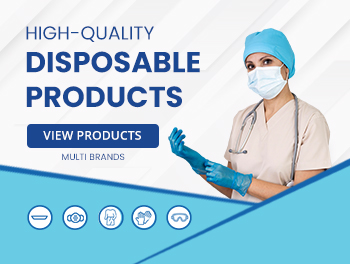 HIGH-QUALITY
DISPOSABLE
PRODUCTS
VIEW PRODUCTS
MULTI BRANDS